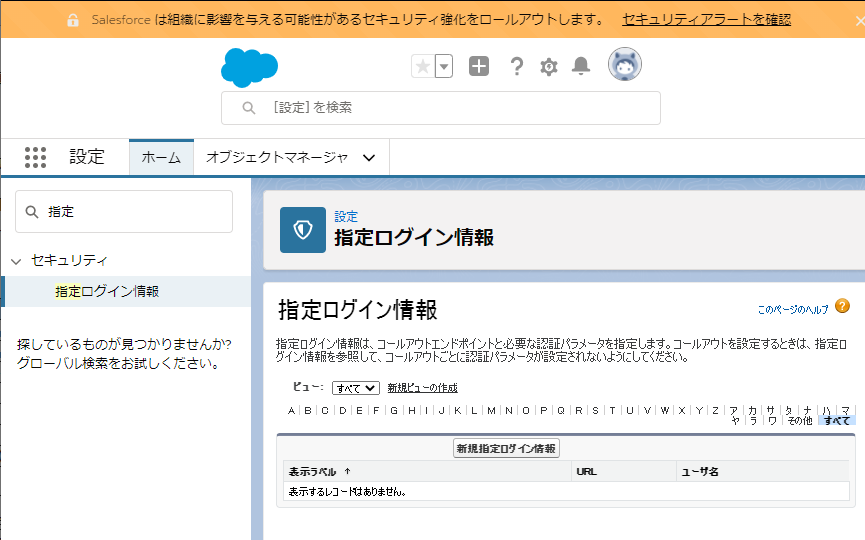 Salesforce は組織に影響を与える可能性があるセキュリティ強化をロールアウトします。 セキュリティアラートを確認
[設定] を検索
設定 ホーム オブジェクトマネージャ
指定
セキュリティ
指定ログイン情報
探しているものが見つかりませんか?
グローバル検索をお試しください。
設定
指定ログイン情報
指定ログイン情報 このページのヘルプ
指定ログイン情報は、コールアウトエンドポイントと必要な認証パラメータを指定します。コールアウトを設定するときは、指定ロ
グイン情報を参照して、コールアウトごとに認証パラメータが設定されないようにしてください。
ビュー: すべて 新規ビューの作成
A B C D E F G H I J K L M N O P Q R S T U V W X Y Z ア カ サ タ ナ ハ マ
ヤ ラ ワ その他 すべて
新規指定ログイン情報
表示ラベル ↑ URL ユーザ名
表示するレコードはありません。